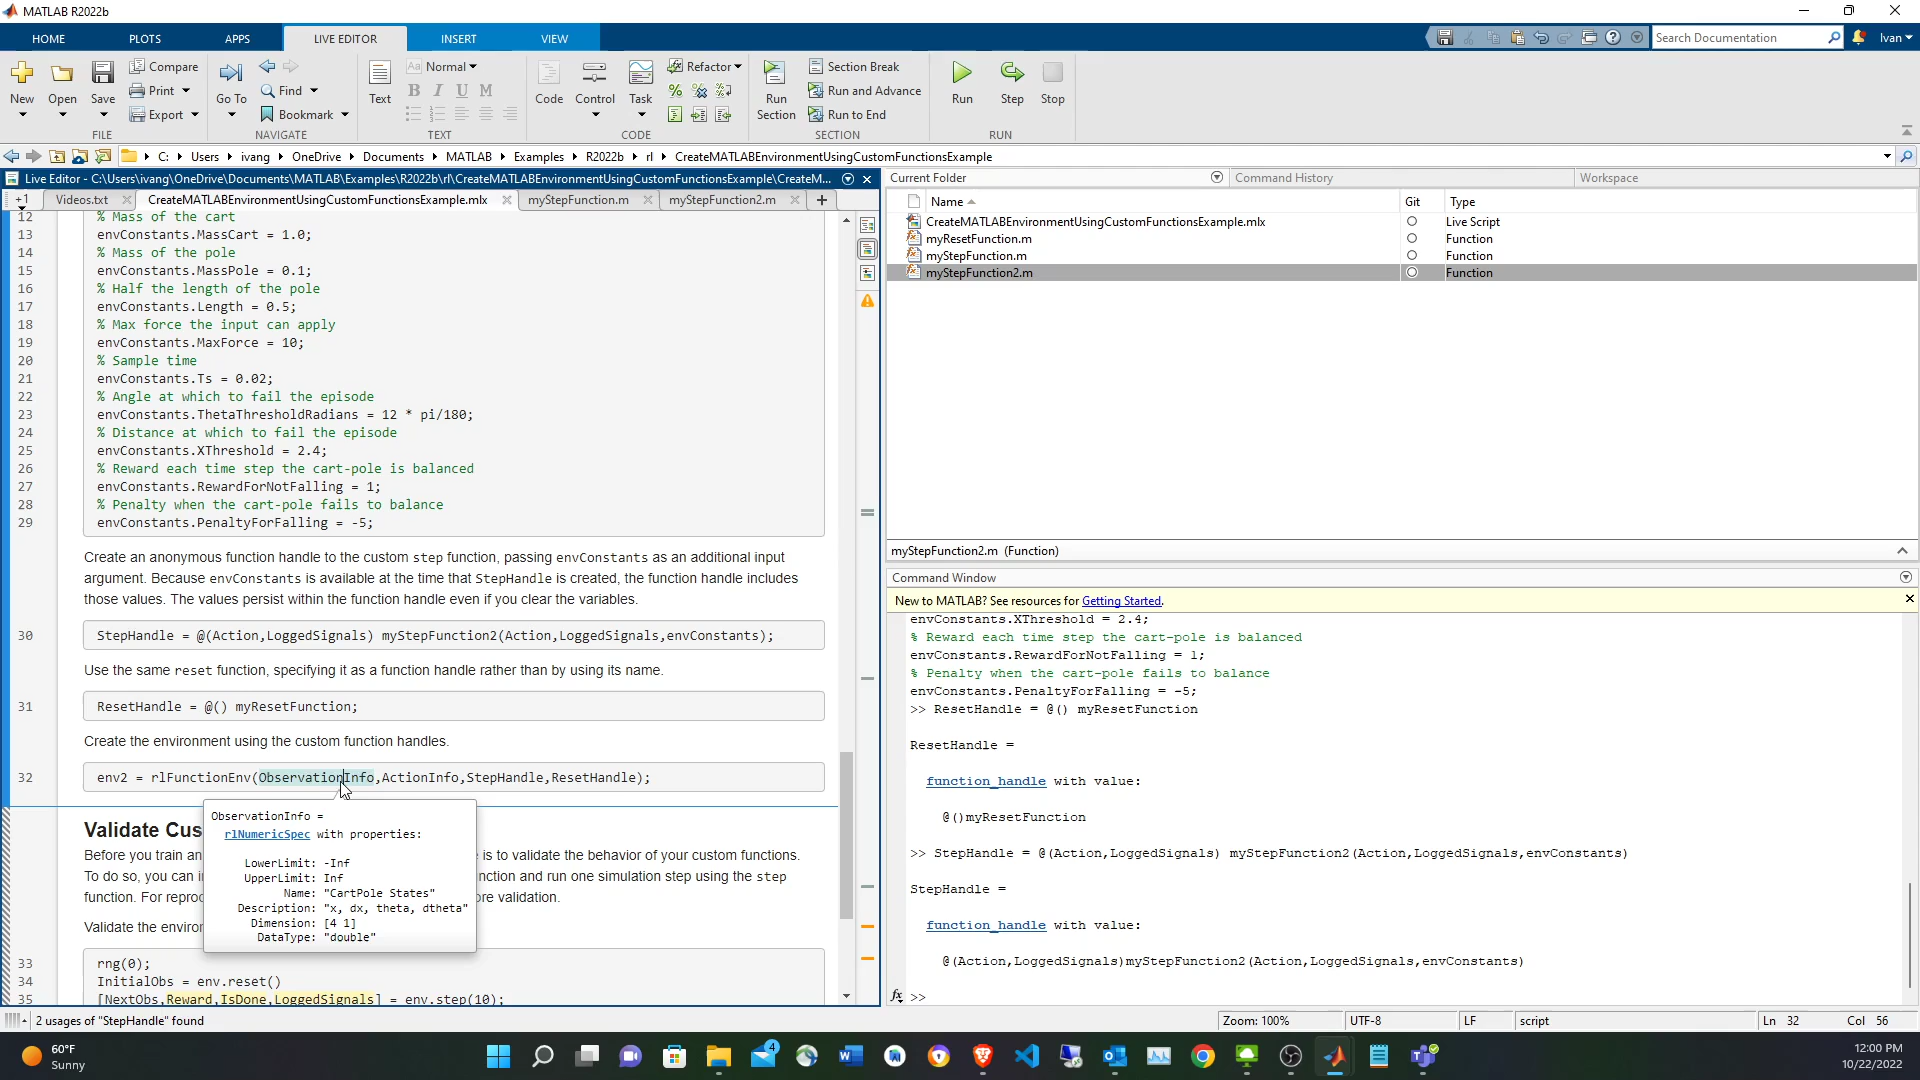 MATLAB R2022b
HOME PLOTS APPS LIVE EDITOR INSERT VIEW
Search Documentation Ivan
New Open Save Compare Print Export
FILE
Go To Find Bookmark
NAVIGATE
Text Aa Normal B I U M
TEXT
Code Control Task Refactor
CODE
Run Section Section Break Run and Advance Run to End
SECTION
Run Step Stop
RUN
C: Users ivang OneDrive Documents MATLAB Examples R2022b rl CreateMATLABEnvironmentUsingCustomFunctionsExample
Live Editor - C:\Users\ivang\OneDrive\Documents\MATLAB\Examples\R2022b\rl\CreateMATLABEnvironmentUsingCustomFunctionsExample\CreateM...
+1 Videos.txt CreateMATLABEnvironmentUsingCustomFunctionsExample.mlx myStepFunction.m myStepFunction2.m
12 % Mass of the cart
13 envConstants.MassCart = 1.0;
14 % Mass of the pole
15 envConstants.MassPole = 0.1;
16 % Half the length of the pole
17 envConstants.Length = 0.5;
18 % Max force the input can apply
19 envConstants.MaxForce = 10;
20 % Sample time
21 envConstants.Ts = 0.02;
22 % Angle at which to fail the episode
23 envConstants.ThetaThresholdRadians = 12 * pi/180;
24 % Distance at which to fail the episode
25 envConstants.XThreshold = 2.4;
26 % Reward each time step the cart-pole is balanced
27 envConstants.RewardForNotFalling = 1;
28 % Penalty when the cart-pole fails to balance
29 envConstants.PenaltyForFalling = -5;
Create an anonymous function handle to the custom step function, passing envConstants as an additional input
argument. Because envConstants is available at the time that StepHandle is created, the function handle includes
those values. The values persist within the function handle even if you clear the variables.
30 StepHandle = @(Action,LoggedSignals) myStepFunction2(Action,LoggedSignals,envConstants);
Use the same reset function, specifying it as a function handle rather than by using its name.
31 ResetHandle = @() myResetFunction;
Create the environment using the custom function handles.
32 env2 = rlFunctionEnv(ObservationInfo,ActionInfo,StepHandle,ResetHandle);
ObservationInfo =
rlNumericSpec with properties:
LowerLimit: -Inf
UpperLimit: Inf
Name: "CartPole States"
Description: "x, dx, theta, dtheta"
Dimension: [4 1]
DataType: "double"
Validate Cus
Before you train an is to validate the behavior of your custom functions.
To do so, you can i nction and run one simulation step using the step
function. For reproc ore validation.
Validate the enviror
33 rng(0);
34 InitialObs = env.reset()
35 [NextObs,Reward,IsDone,LoggedSignals] = env.step(10);
Current Folder Command History Workspace
Name Git Type
CreateMATLABEnvironmentUsingCustomFunctionsExample.mlx Live Script
myResetFunction.m Function
myStepFunction.m Function
myStepFunction2.m Function
myStepFunction2.m (Function)
Command Window
New to MATLAB? See resources for Getting Started.
envConstants.XThreshold = 2.4;
% Reward each time step the cart-pole is balanced
envConstants.RewardForNotFalling = 1;
% Penalty when the cart-pole fails to balance
envConstants.PenaltyForFalling = -5;
>> ResetHandle = @() myResetFunction
ResetHandle =
function_handle with value:
@()myResetFunction
>> StepHandle = @(Action,LoggedSignals) myStepFunction2(Action,LoggedSignals,envConstants)
StepHandle =
function_handle with value:
@(Action,LoggedSignals)myStepFunction2(Action,LoggedSignals,envConstants)
fx >>
2 usages of "StepHandle" found
Zoom: 100% UTF-8 LF script Ln 32 Col 56
60°F
Sunny
4
12:00 PM
10/22/2022